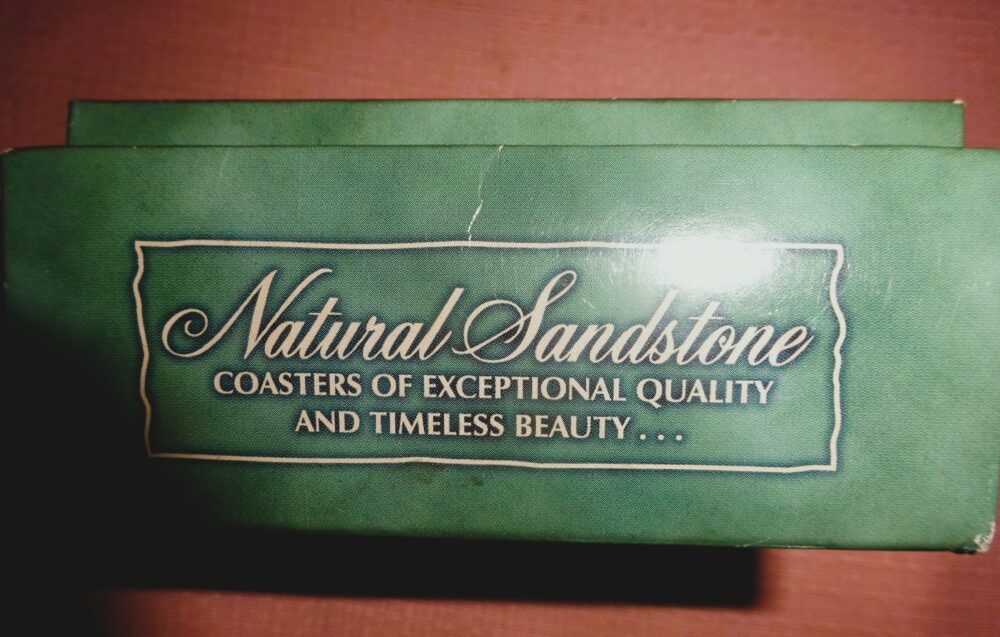 Natural Sandstone
COASTERS OF EXCEPTIONAL QUALITY
AND TIMELESS BEAUTY . . .